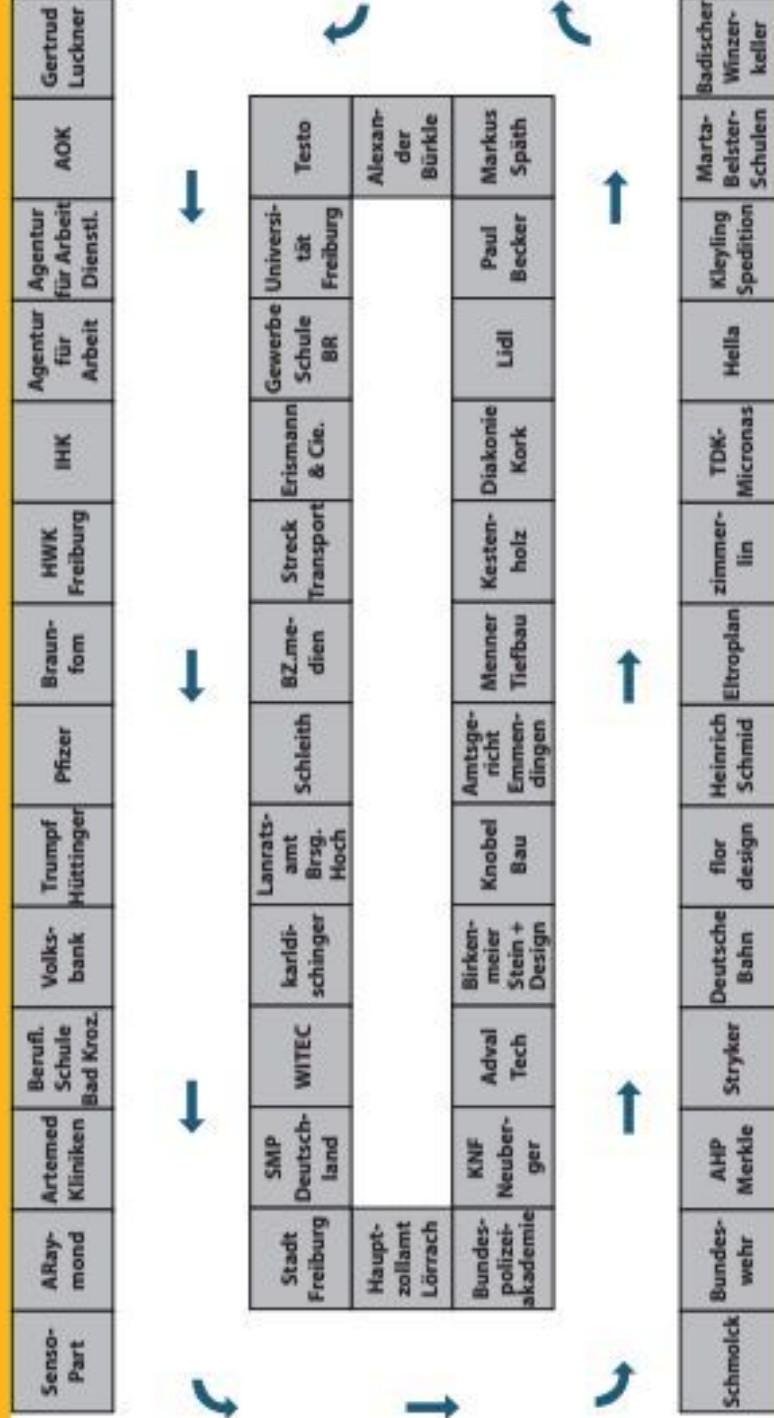 Senso-
Part
ARay-
mond
Artemed
Kliniken
Berufl.
Schule
Bad Kroz.
Volks-
bank
Trumpf
Hüttinger
Pfizer
Braun-
fom
HWK
Freiburg
IHK
Agentur
für
Arbeit
Agentur
für Arbeit
Dienstl.
AOK
Gertrud
Luckner
Stadt
Freiburg
SMP
Deutsch-
land
WITEC
karldi-
schinger
Lanrats-
amt
Brsg.
Hoch
Schleith
BZ.me-
dien
Streck
Transport
Erismann
& Cie.
Gewerbe
Schule
BR
Universi-
tät
Freiburg
Testo
Haupt-
zollamt
Lörrach
Alexan-
der
Bürkle
Bundes-
polizei-
akademie
KNF
Neuber-
ger
Adval
Tech
Birken-
meier
Stein +
Design
Knobel
Bau
Amtsge-
richt
Emmen-
dingen
Menner
Tiefbau
Kesten-
holz
Diakonie
Kork
Lidl
Paul
Becker
Markus
Späth
Schmolck
Bundes-
wehr
AHP
Merkle
Stryker
Deutsche
Bahn
flor
design
Heinrich
Schmid
Eltroplan
zimmer-
lin
TDK-
Micronas
Hella
Kleyling
Spedition
Marta-
Belster-
Schulen
Badischer
Winzer-
keller